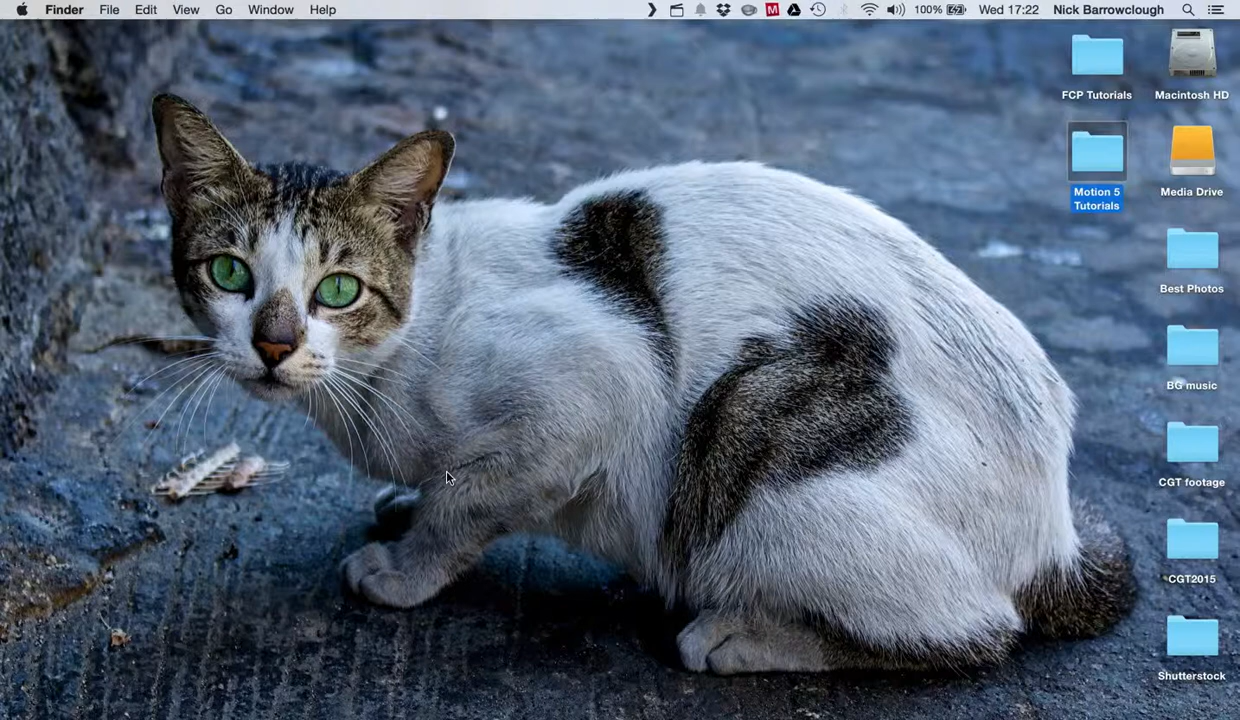 Finder File Edit View Go Window Help 100% Wed 17:22 Nick Barrowclough
FCP Tutorials
Macintosh HD
Motion 5
Tutorials
Media Drive
Best Photos
BG music
CGT footage
CGT2015
Shutterstock